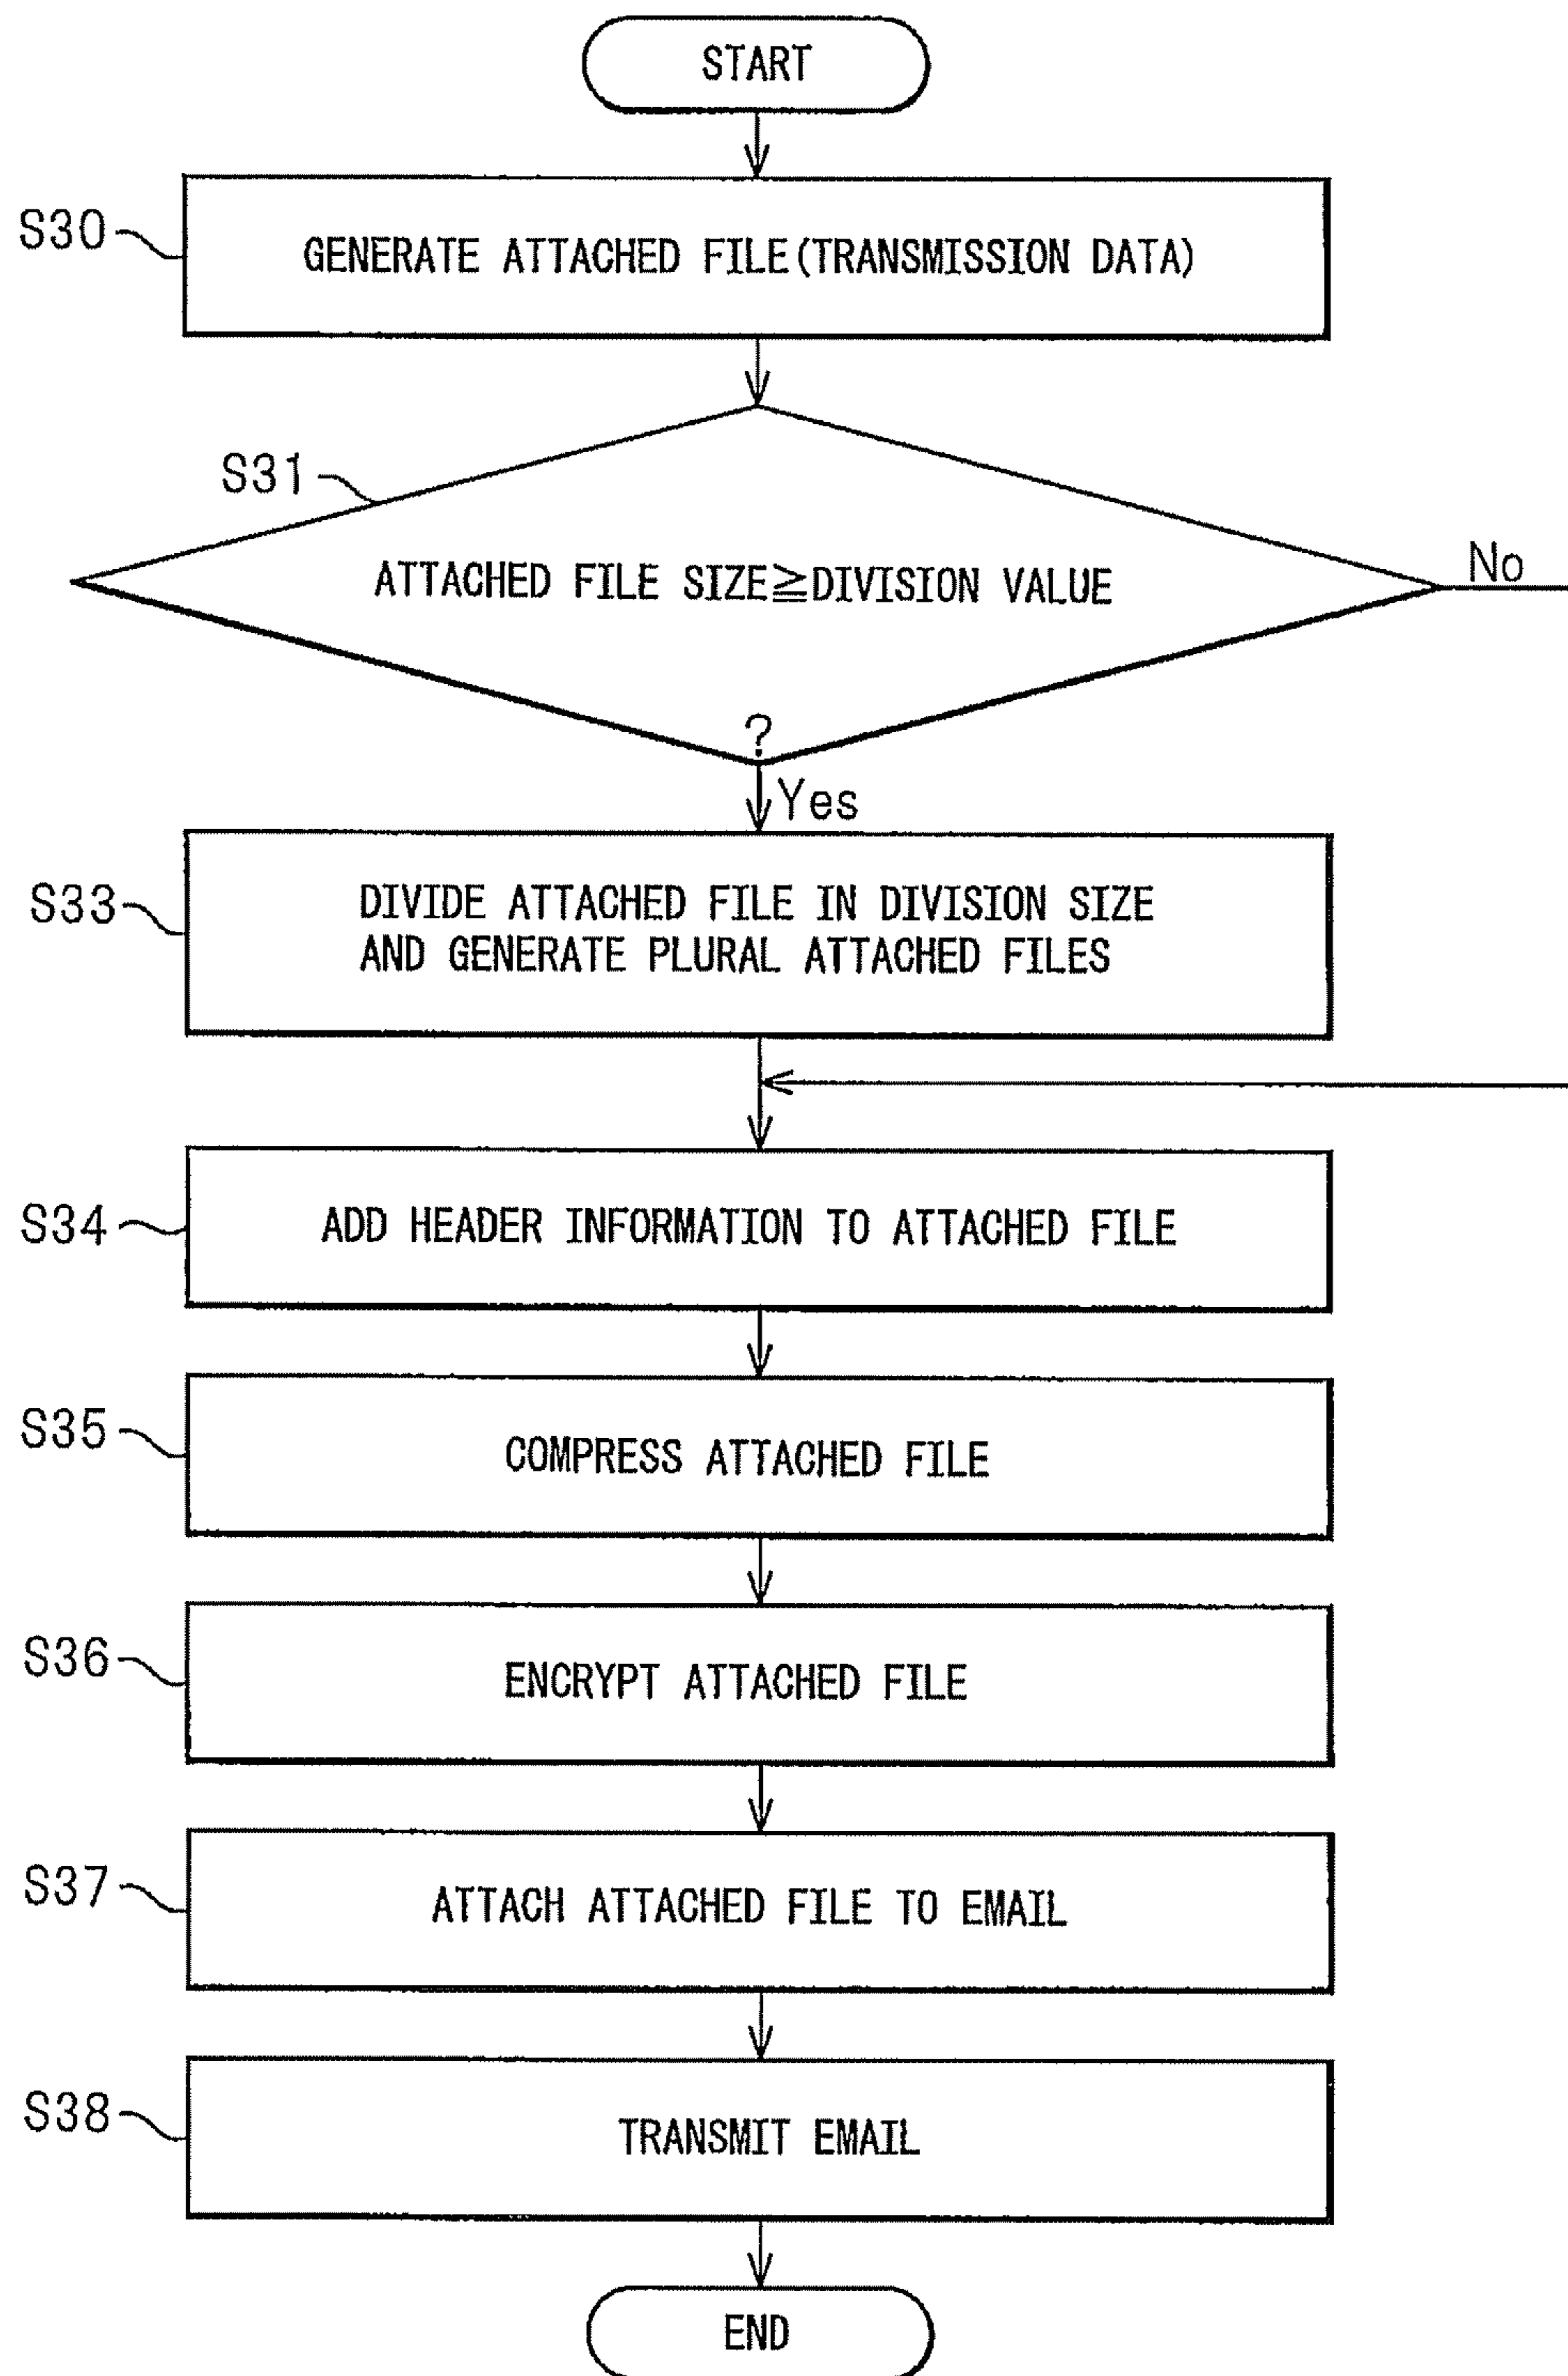 START
S30
GENERATE ATTACHED FILE(TRANSMISSION DATA)
S31
ATTACHED FILE SIZE≧DIVISION VALUE
No
?
Yes
S33
DIVIDE ATTACHED FILE IN DIVISION SIZE
AND GENERATE PLURAL ATTACHED FILES
S34
ADD HEADER INFORMATION TO ATTACHED FILE
S35
COMPRESS ATTACHED FILE
S36
ENCRYPT ATTACHED FILE
S37
ATTACH ATTACHED FILE TO EMAIL
S38
TRANSMIT EMAIL
END